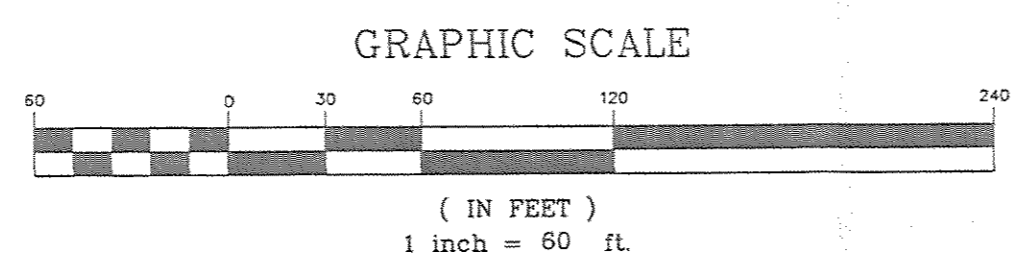 GRAPHIC SCALE
60 0 30 60 120 240
( IN FEET )
1 inch = 60 ft.